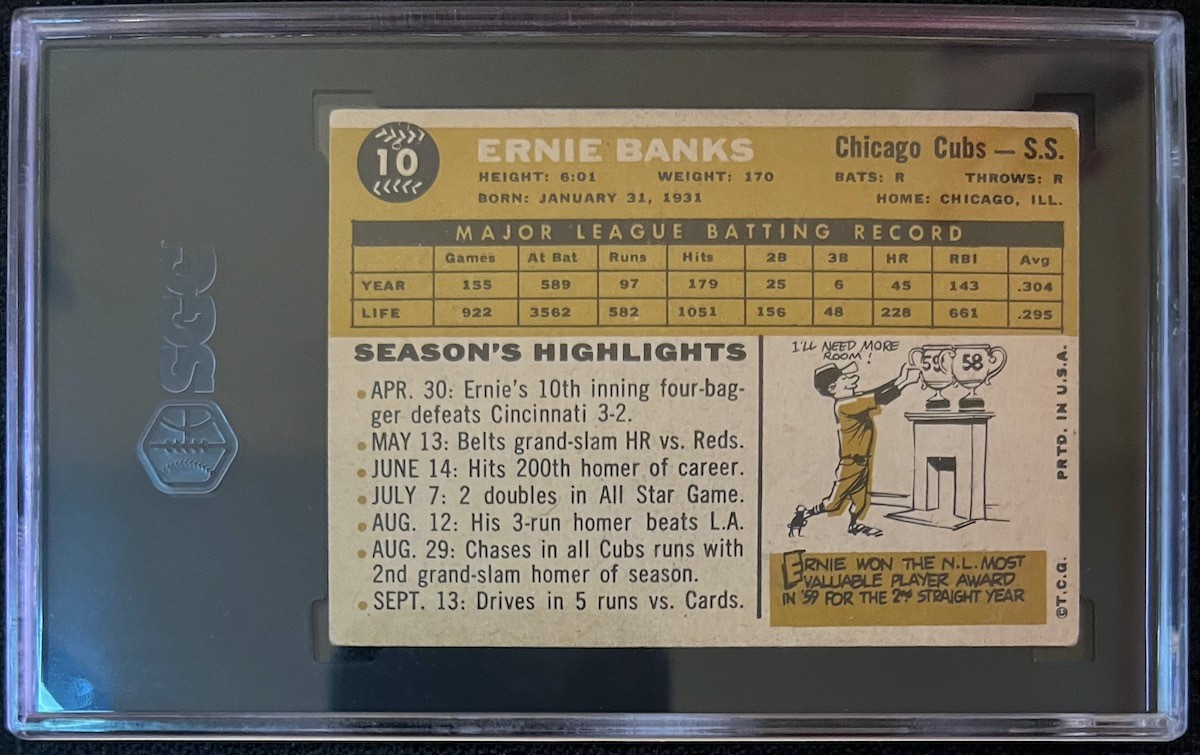 SGC
10
ERNIE BANKS
Chicago Cubs — S.S.
HEIGHT: 6:01 WEIGHT: 170 BATS: R THROWS: R
BORN: JANUARY 31, 1931 HOME: CHICAGO, ILL.
MAJOR LEAGUE BATTING RECORD
Games At Bat Runs Hits 2B 3B HR RBI Avg
YEAR 155 589 97 179 25 6 45 143 .304
LIFE 922 3562 582 1051 156 48 228 661 .295
SEASON'S HIGHLIGHTS
• APR. 30: Ernie's 10th inning four-bag-
ger defeats Cincinnati 3-2.
• MAY 13: Belts grand-slam HR vs. Reds.
• JUNE 14: Hits 200th homer of career.
• JULY 7: 2 doubles in All Star Game.
• AUG. 12: His 3-run homer beats L.A.
• AUG. 29: Chases in all Cubs runs with
2nd grand-slam homer of season.
• SEPT. 13: Drives in 5 runs vs. Cards.
I'LL NEED MORE
ROOM!
59 58
ERNIE WON THE N.L. MOST
VALUABLE PLAYER AWARD
IN '59 FOR THE 2ND STRAIGHT YEAR
©T.C.G. PRTD. IN U.S.A.